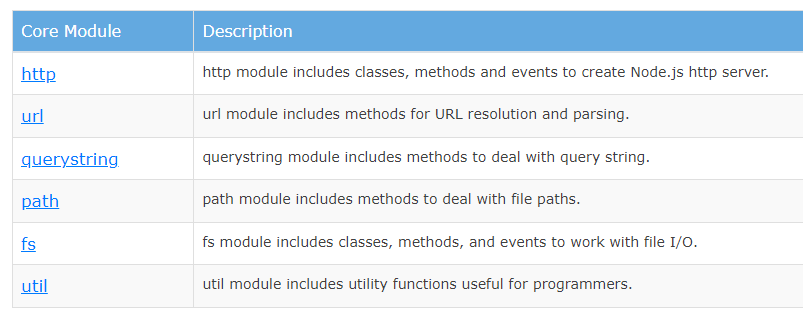 Core Module Description
http http module includes classes, methods and events to create Node.js http server.
url url module includes methods for URL resolution and parsing.
querystring querystring module includes methods to deal with query string.
path path module includes methods to deal with file paths.
fs fs module includes classes, methods, and events to work with file I/O.
util util module includes utility functions useful for programmers.